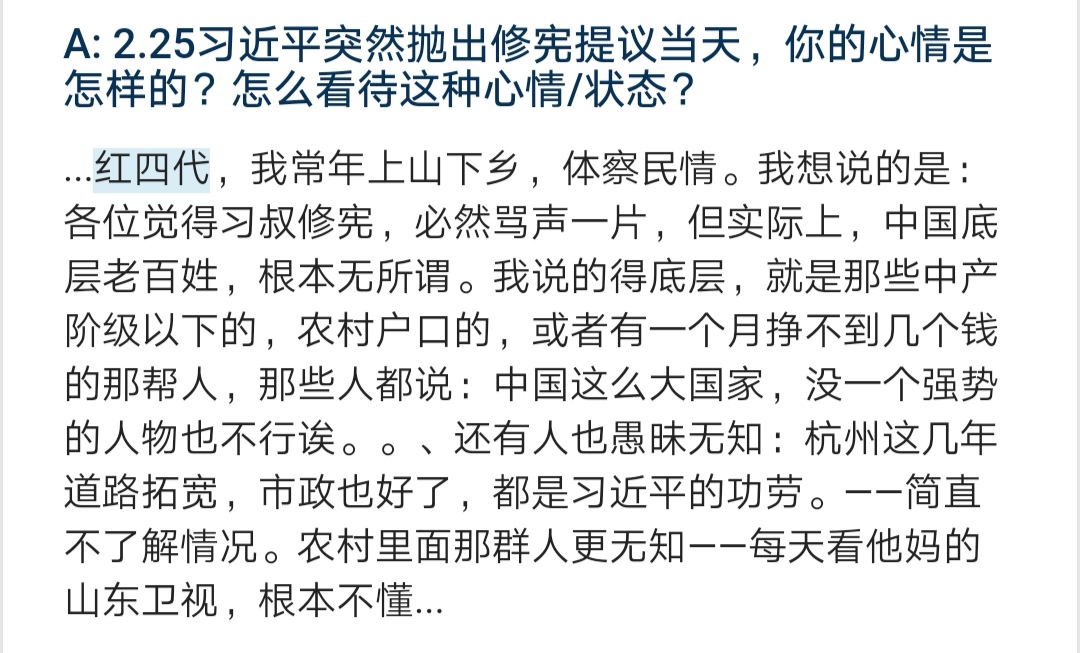 A: 2.25习近平突然抛出修宪提议当天，你的心情是
怎样的？怎么看待这种心情/状态？
...红四代，我常年上山下乡，体察民情。我想说的是：
各位觉得习叔修宪，必然骂声一片，但实际上，中国底
层老百姓，根本无所谓。我说的得底层，就是那些中产
阶级以下的，农村户口的，或者有一个月挣不到几个钱
的那帮人，那些人都说：中国这么大国家，没一个强势
的人物也不行诶。。、还有人也愚昧无知：杭州这几年
道路拓宽，市政也好了，都是习近平的功劳。——简直
不了解情况。农村里面那群人更无知——每天看他妈的
山东卫视，根本不懂...